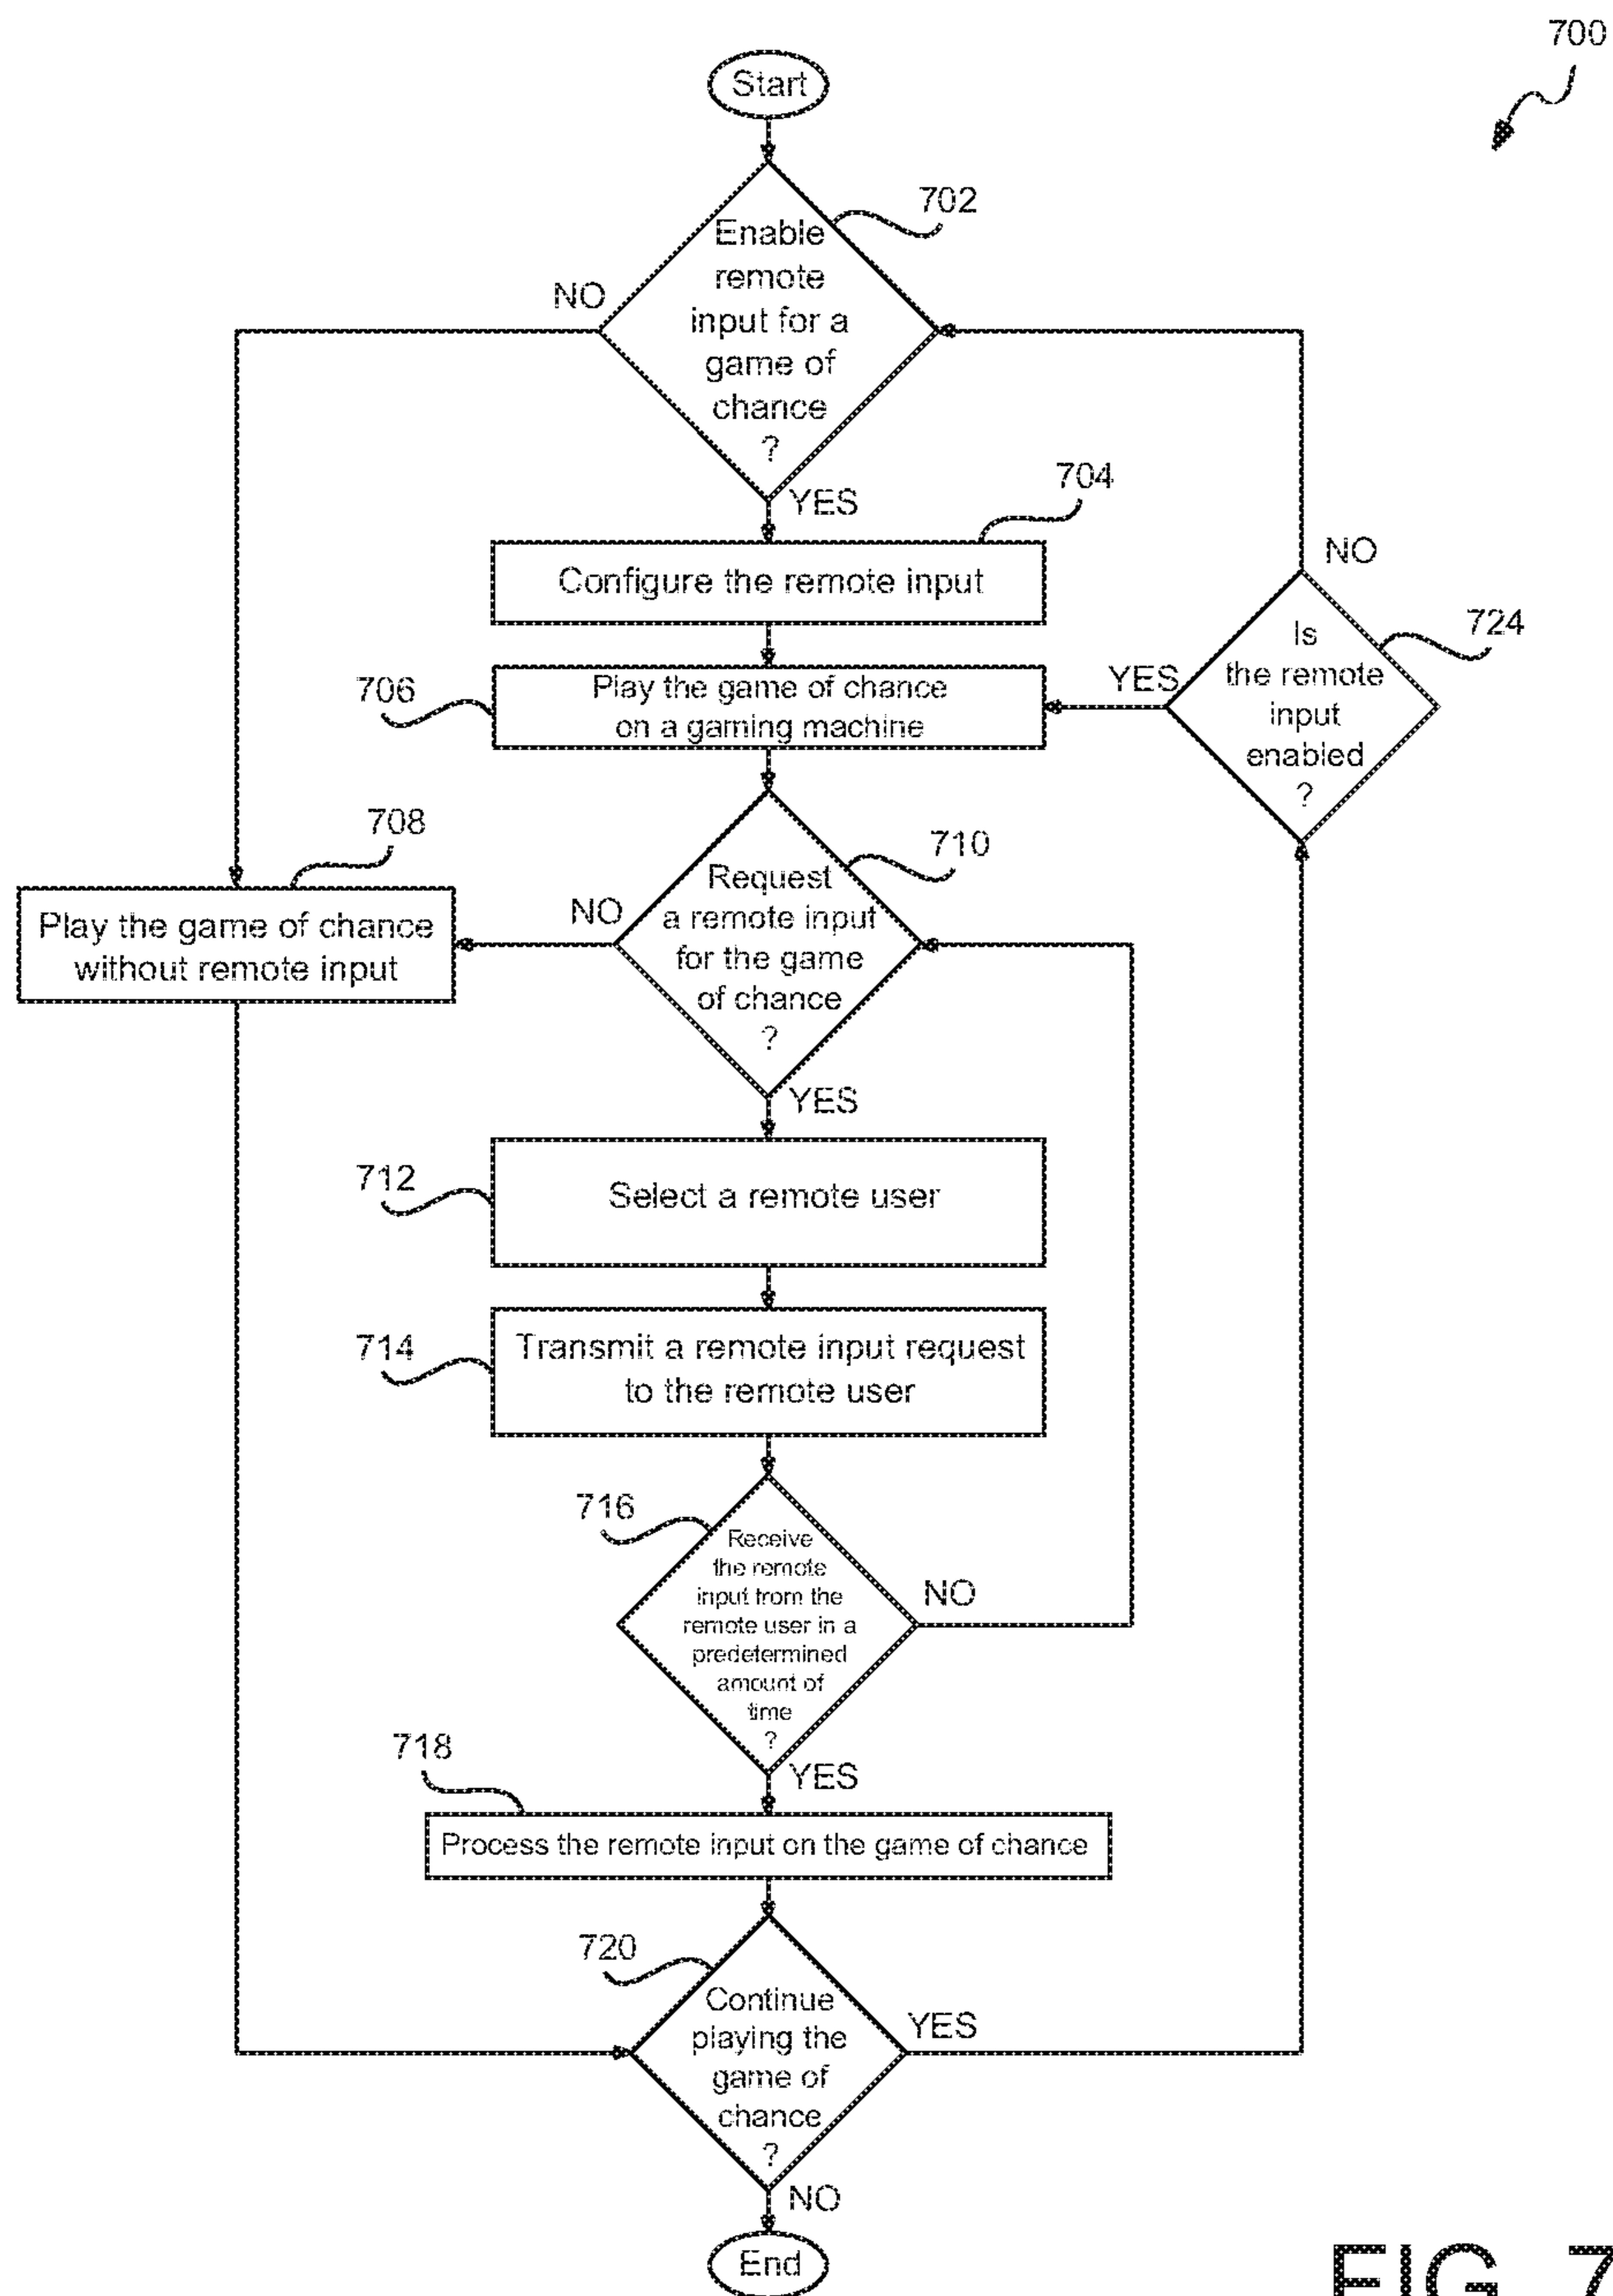 700
Start
702
Enable
remote
input for a
game of
chance
?
NO
YES
704
Configure the remote input
NO
724
Is
the remote
input
enabled
?
YES
706
Play the game of chance
on a gaming machine
708
Play the game of chance
without remote input
710
Request
a remote input
for the game
of chance
?
NO
YES
712
Select a remote user
714
Transmit a remote input request
to the remote user
716
Receive
the remote
input from the
remote user in a
predetermined
amount of
time
?
NO
YES
718
Process the remote input on the game of chance
720
Continue
playing the
game of
chance
?
YES
NO
End
FIG. 7